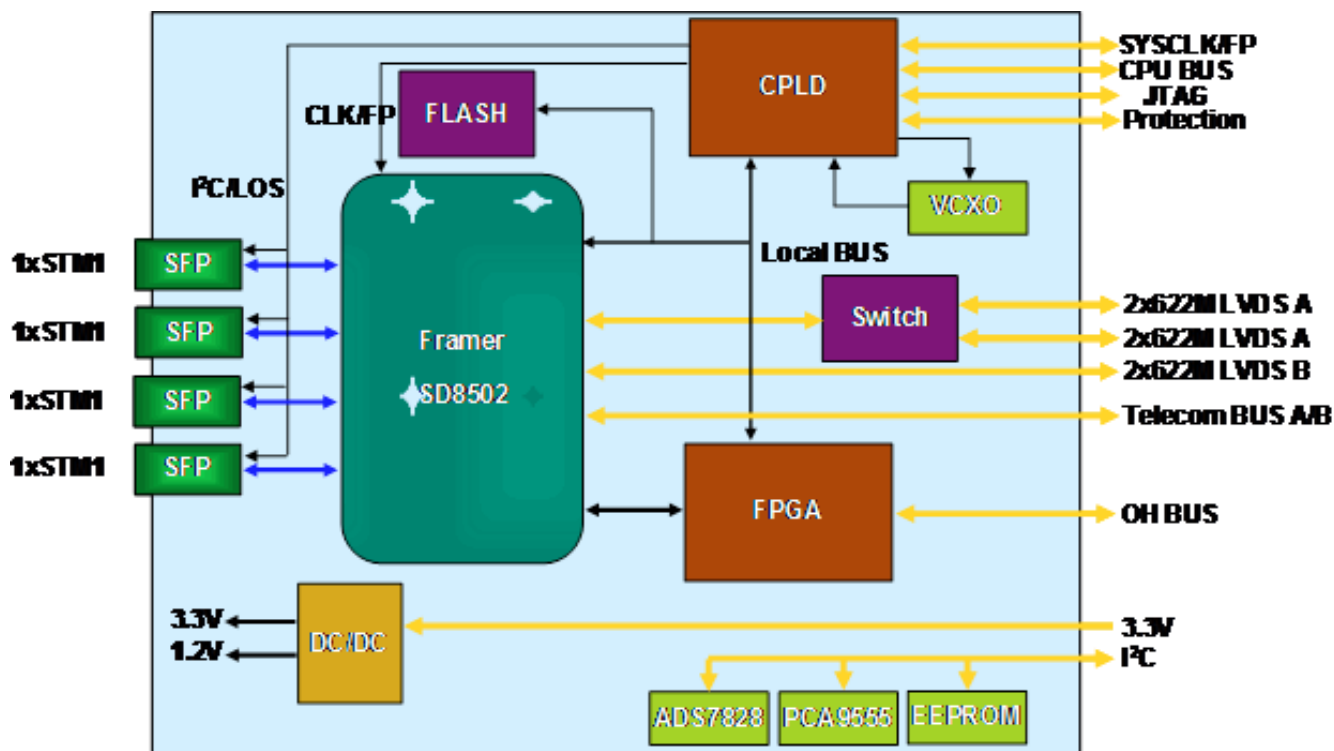 SYSCLK/FP
CPU BUS
JTAG
Protection
CPLD
FLASH
CLK/FP
I²C/LOS
VCXO
1xSTM1
SFP
Local BUS
1xSTM1
SFP
Switch
2x622M LVDS A
2x622M LVDS A
Framer
SD8502
2x622M LVDS B
1xSTM1
SFP
Telecom BUS A/B
1xSTM1
SFP
FPGA
OH BUS
3.3V
1.2V
DC/DC
3.3V
I²C
ADS7828
PCA9555
EEPROM